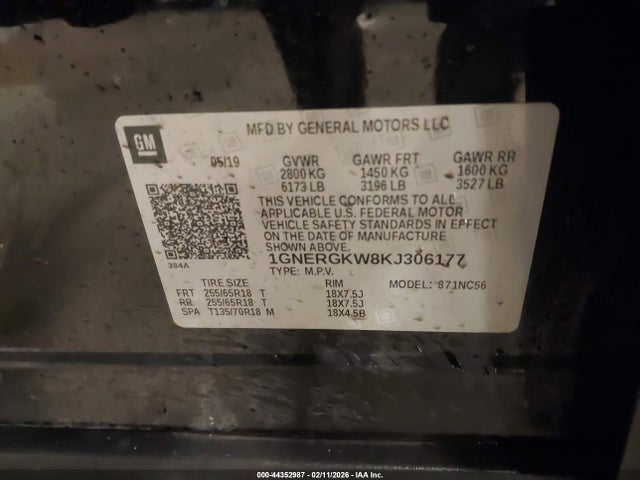 GM
MFD BY GENERAL MOTORS LLC
05/19 GVWR GAWR FRT GAWR RR
2800 KG 1450 KG 1600 KG
6173 LB 3196 LB 3527 LB
THIS VEHICLE CONFORMS TO ALL
APPLICABLE U.S. FEDERAL MOTOR
VEHICLE SAFETY STANDARDS IN EFFECT
ON THE DATE OF MANUFACTURE
SHOWN ABOVE.
384A
1GNERGKW8KJ306177
TYPE: M.P.V. MODEL: 871NC56
TIRE SIZE RIM
FRT 255/65R18 T 18X7.5J
RR 255/65R18 T 18X7.5J
SPA T135/70R18 M 18X4.5B
000-44352987 - 02/11/2026 - COPYRIGHT IAA, LLC.